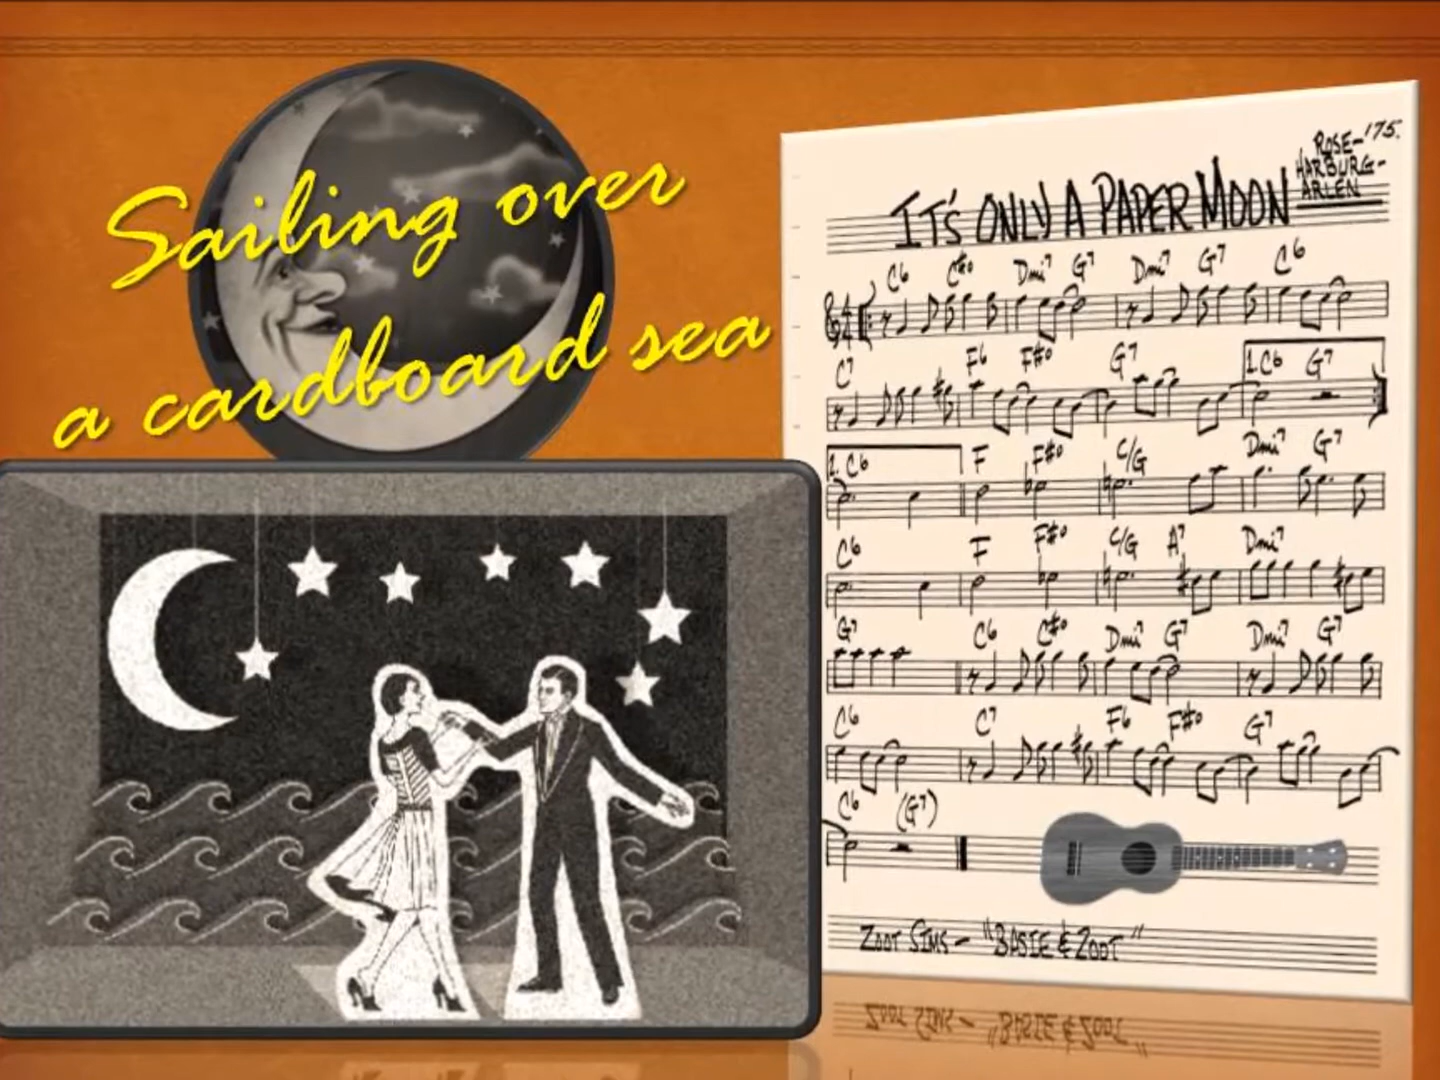 Sailing over
a cardboard sea
ROSE- '75.
HARBURG-
ARLEN
IT'S ONLY A PAPER MOON
C6 C#o Dmi7 G7 Dmi7 G7 C6
C7 F6 F#o G7 1. C6 G7
2. C6 F F#o C/G Dmi7 G7
C6 F F#o C/G A7 Dmi7
G7 C6 C#o Dmi7 G7 Dmi7 G7
C6 C7 F6 F#o G7
C6 (G7)
ZOOT SIMS - "BASIE & ZOOT"